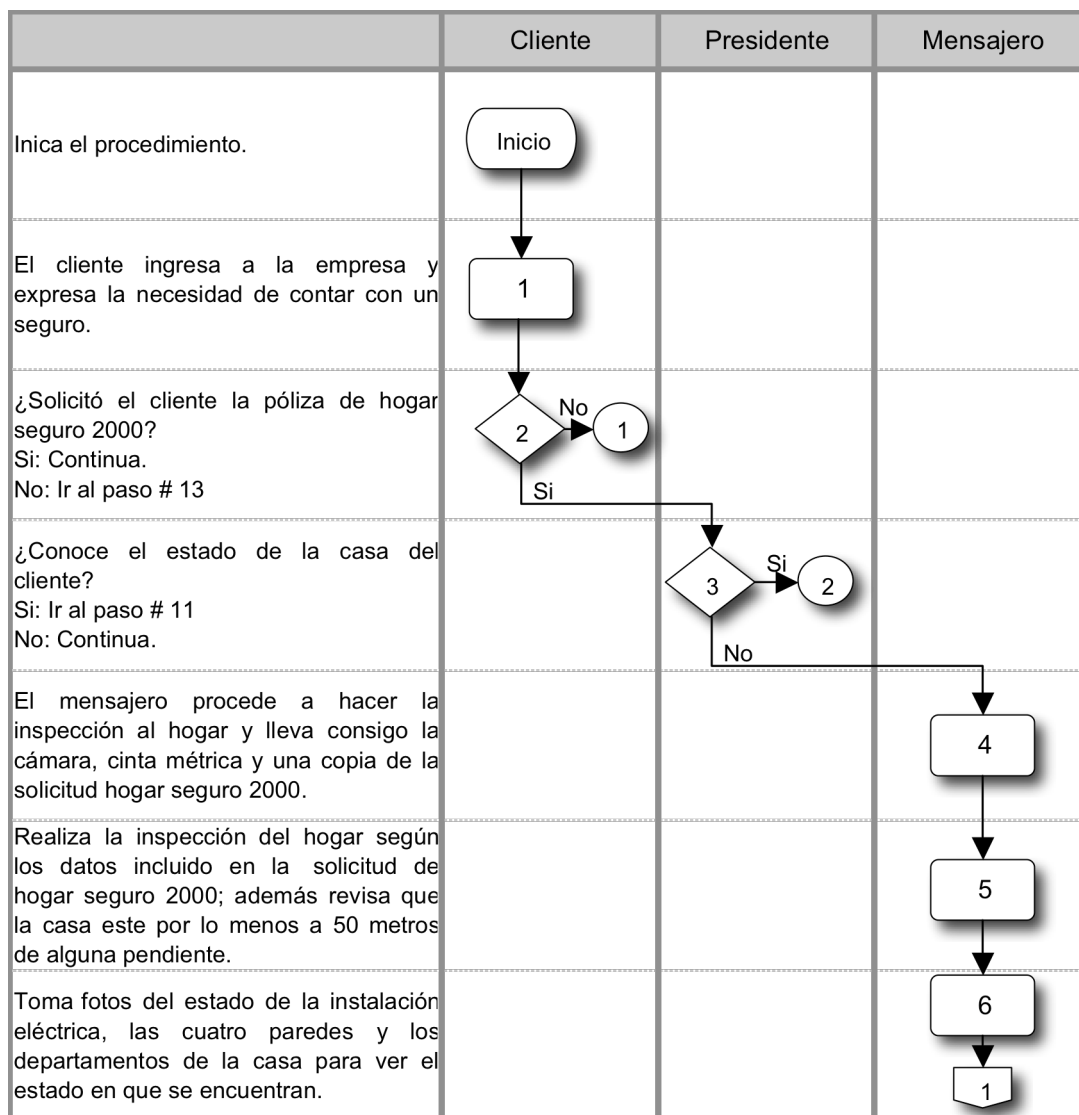 Cliente Presidente Mensajero
Inica el procedimiento.
Inicio
El cliente ingresa a la empresa y
expresa la necesidad de contar con un
seguro.
1
¿Solicitó el cliente la póliza de hogar
seguro 2000?
Si: Continua.
No: Ir al paso # 13
2
No
1
Si
¿Conoce el estado de la casa del
cliente?
Si: Ir al paso # 11
No: Continua.
3
Si
2
No
El mensajero procede a hacer la
inspección al hogar y lleva consigo la
cámara, cinta métrica y una copia de la
solicitud hogar seguro 2000.
4
Realiza la inspección del hogar según
los datos incluido en la solicitud de
hogar seguro 2000; además revisa que
la casa este por lo menos a 50 metros
de alguna pendiente.
5
Toma fotos del estado de la instalación
eléctrica, las cuatro paredes y los
departamentos de la casa para ver el
estado en que se encuentran.
6
1